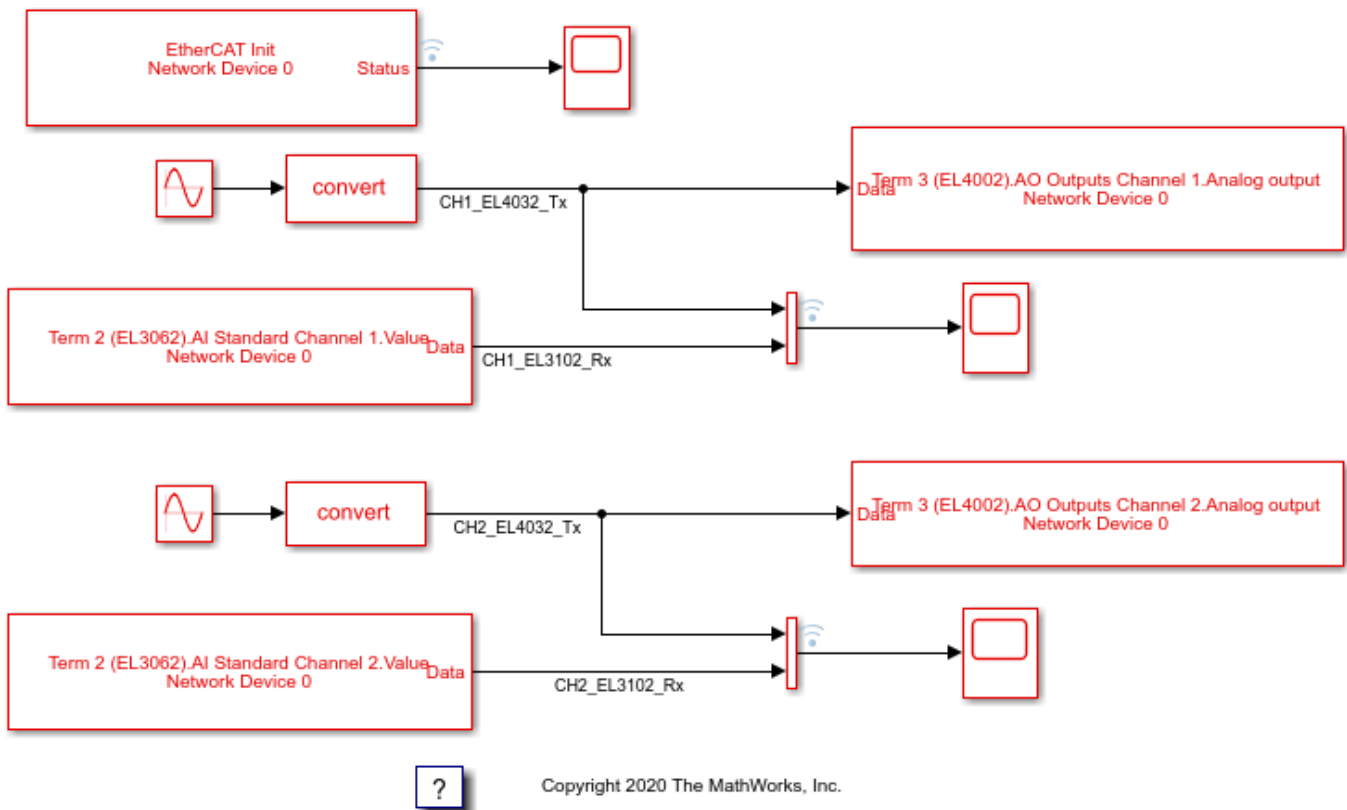 EtherCAT Init
Network Device 0
Status
convert
CH1_EL4032_Tx
Data
Term 3 (EL4002).AO Outputs Channel 1.Analog output
Network Device 0
Term 2 (EL3062).AI Standard Channel 1.Value
Network Device 0
Data
CH1_EL3102_Rx
convert
CH2_EL4032_Tx
Data
Term 3 (EL4002).AO Outputs Channel 2.Analog output
Network Device 0
Term 2 (EL3062).AI Standard Channel 2.Value
Network Device 0
Data
CH2_EL3102_Rx
?
Copyright 2020 The MathWorks, Inc.